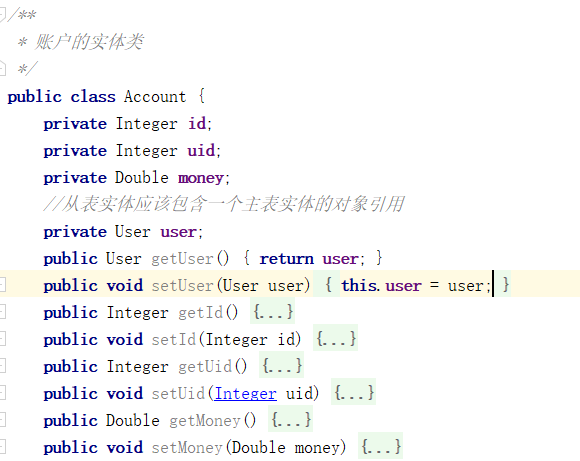 /**
 * 账户的实体类
 */
public class Account {
    private Integer id;
    private Integer uid;
    private Double money;
    //从表实体应该包含一个主表实体的对象引用
    private User user;
    public User getUser() { return user; }
    public void setUser(User user) { this.user = user; }
    public Integer getId() {...}
    public void setId(Integer id) {...}
    public Integer getUid() {...}
    public void setUid(Integer uid) {...}
    public Double getMoney() {...}
    public void setMoney(Double money) {...}